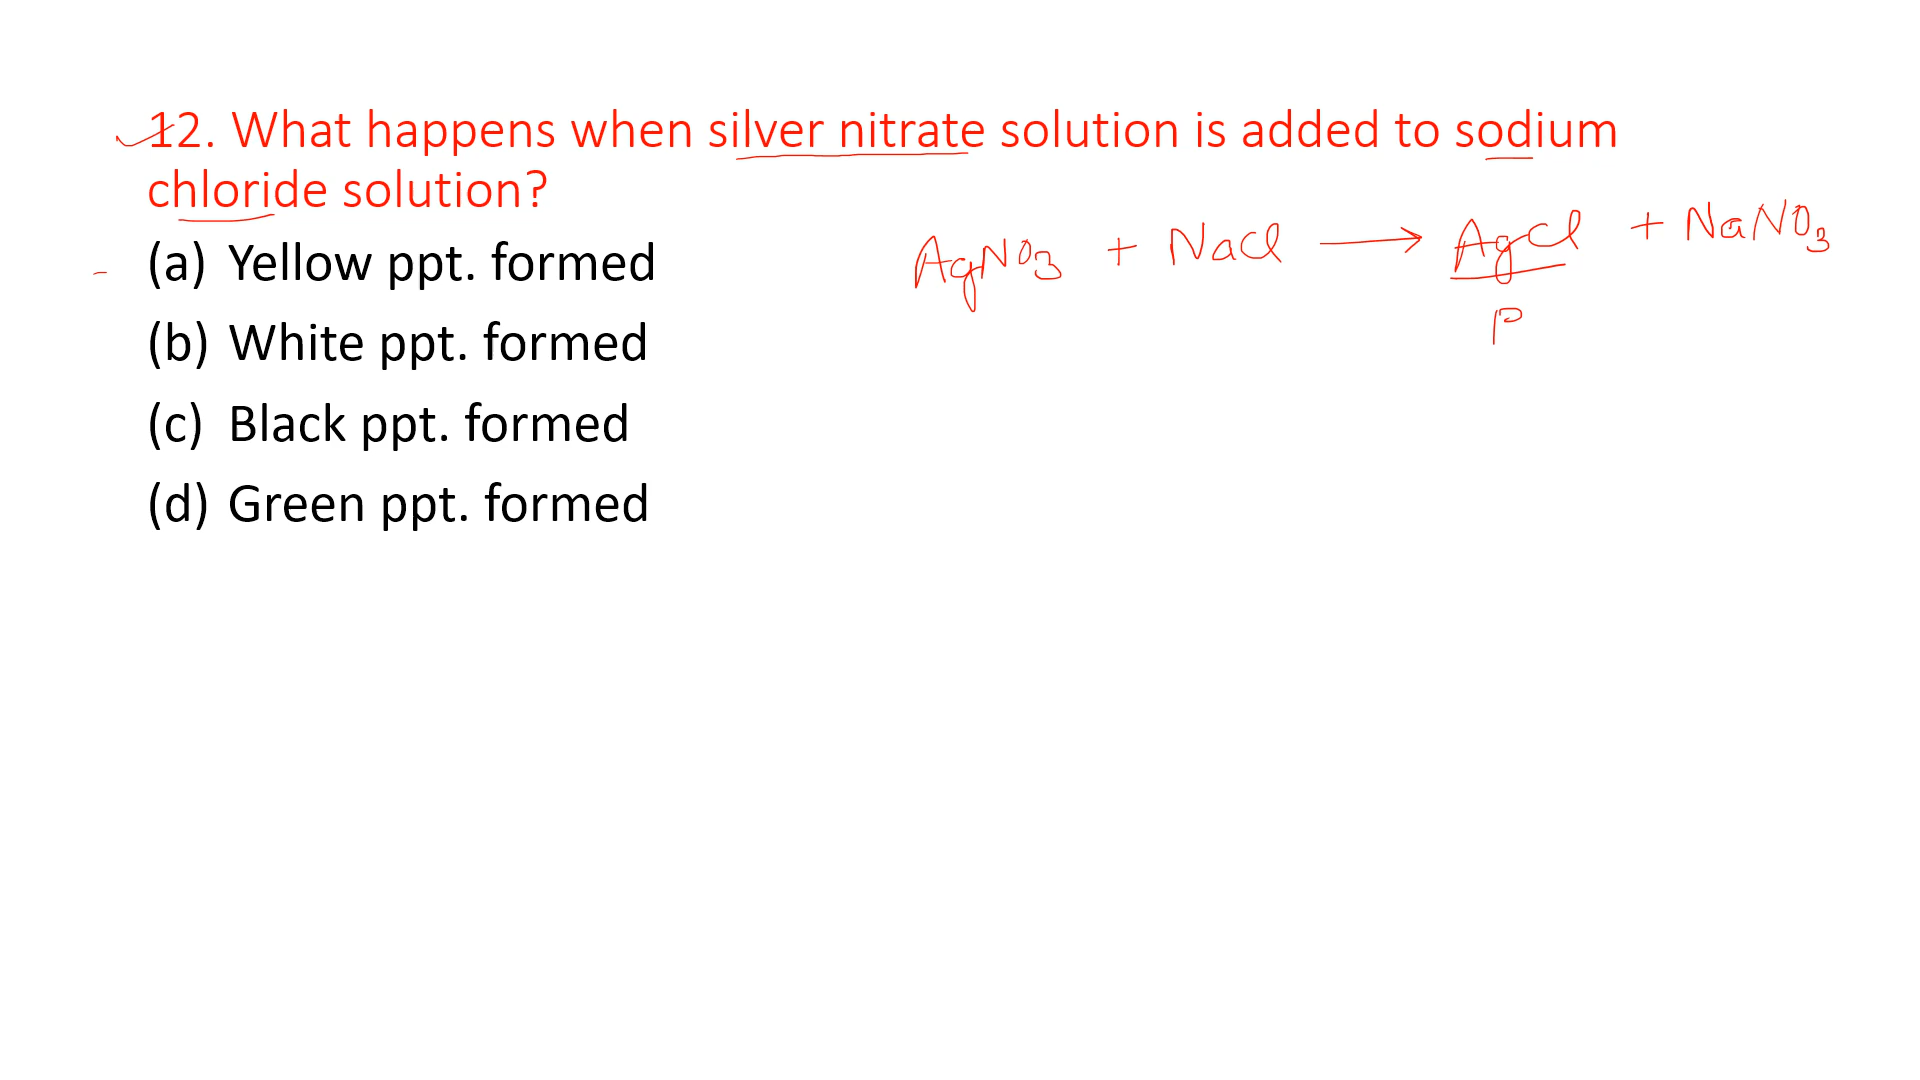 12. What happens when silver nitrate solution is added to sodium
chloride solution?
AgNO₃ + NaCl → AgCl + NaNO₃
(a) Yellow ppt. formed
P
(b) White ppt. formed
(c) Black ppt. formed
(d) Green ppt. formed